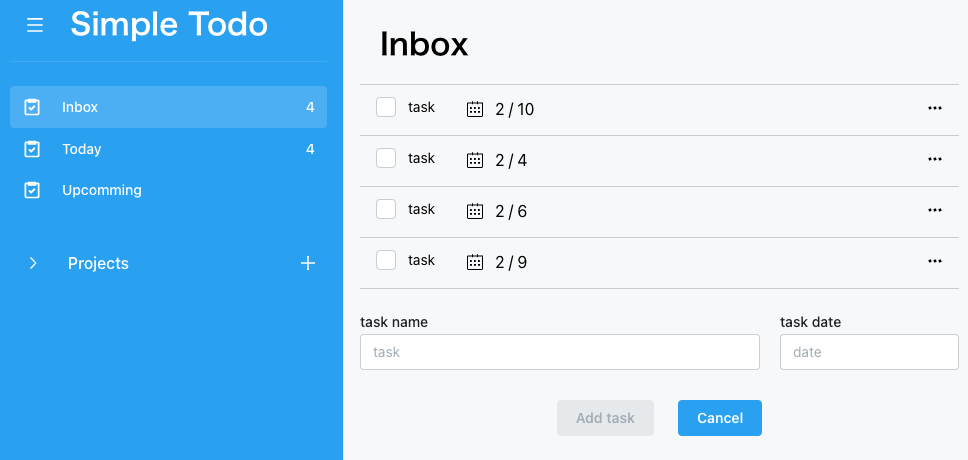 Simple Todo
Inbox 4
Today 4
Upcomming
Projects
Inbox
task 2 / 10
task 2 / 4
task 2 / 6
task 2 / 9
task name task date
task date
Add task Cancel